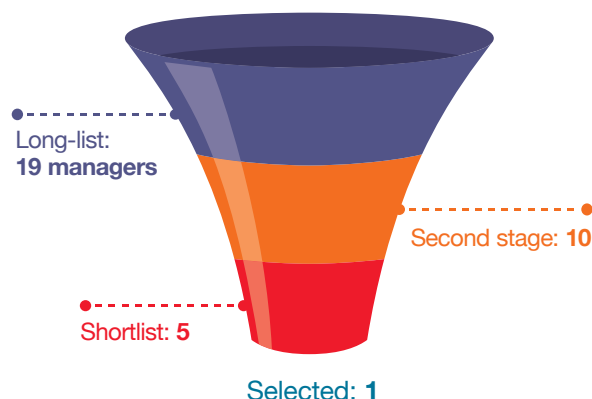 Long-list:
19 managers
Second stage: 10
Shortlist: 5
Selected: 1